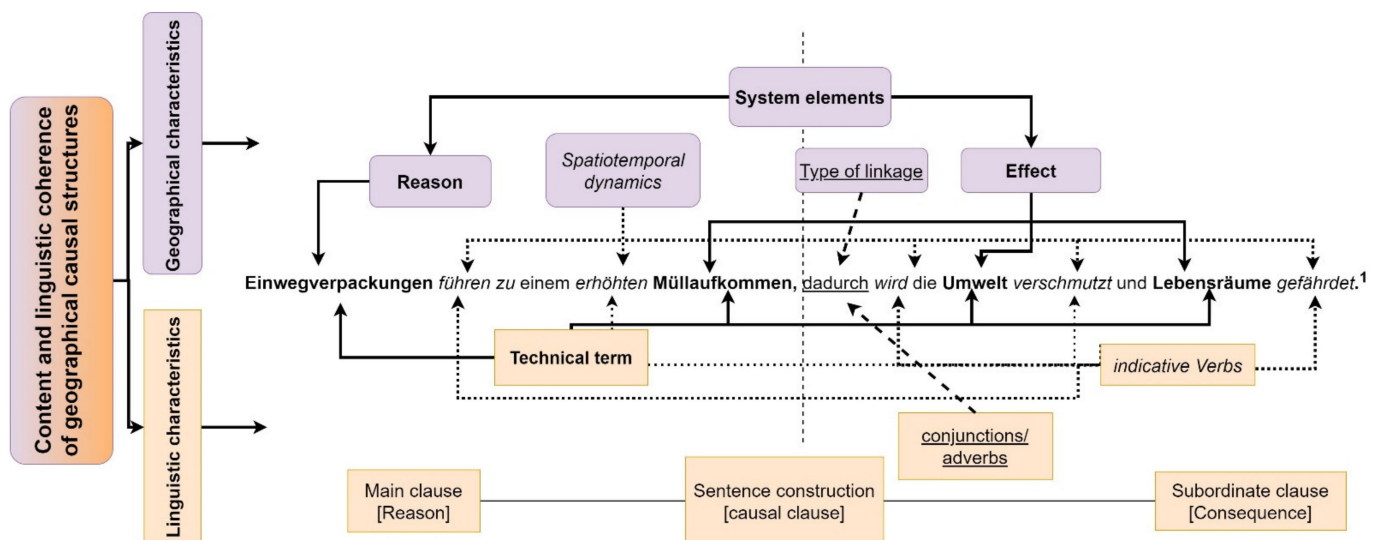 Content and linguistic coherence
of geographical causal structures
Geographical characteristics
Linguistic characteristics
System elements
Reason
Spatiotemporal
dynamics
Type of linkage
Effect
Einwegverpackungen führen zu einem erhöhten Müllaufkommen, dadurch wird die Umwelt verschmutzt und Lebensräume gefährdet.¹
Technical term
indicative Verbs
conjunctions/
adverbs
Main clause
[Reason]
Sentence construction
[causal clause]
Subordinate clause
[Consequence]